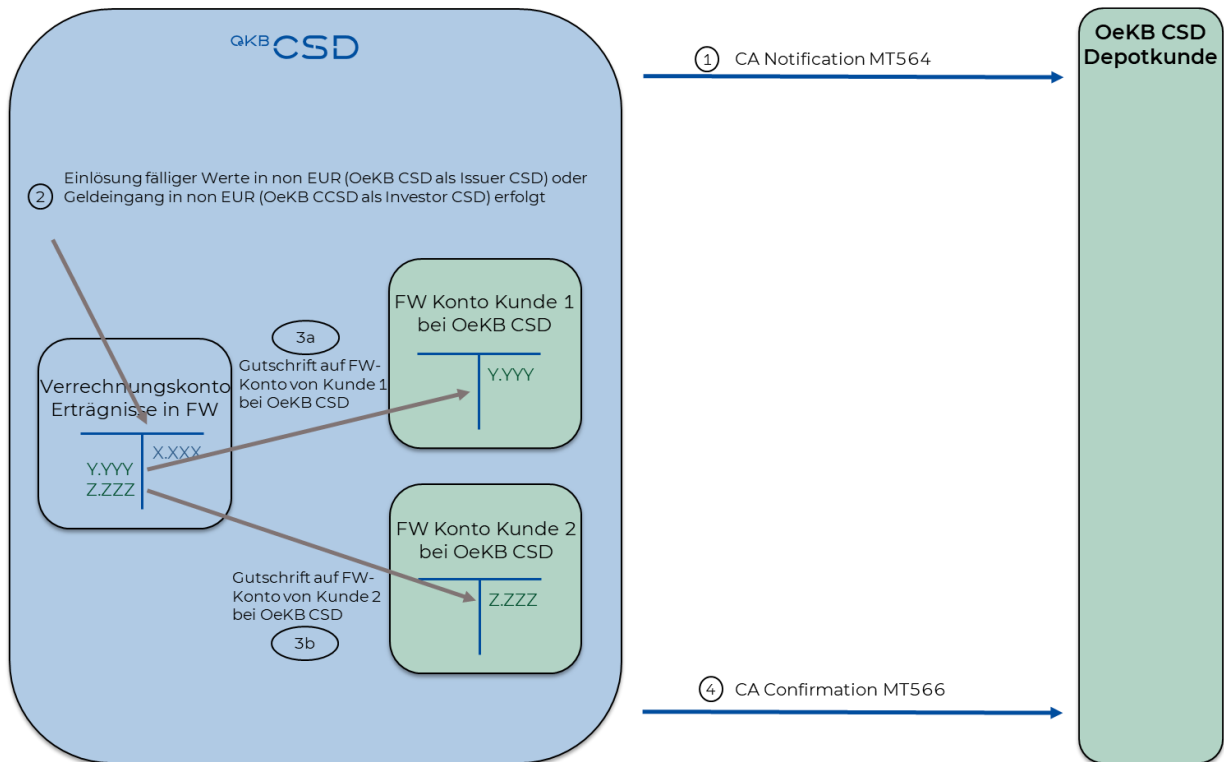 OeKB CSD
1 CA Notification MT564
OeKB CSD
Depotkunde
Einlösung fälliger Werte in non EUR (OeKB CSD als Issuer CSD) oder
2 Geldeingang in non EUR (OeKB CCSD als Investor CSD) erfolgt
FW Konto Kunde 1
bei OeKB CSD
Y.YYY
3a
Gutschrift auf FW-
Konto von Kunde 1
bei OeKB CSD
Verrechnungskonto
Erträgnisse in FW
X.XXX
Y.YYY
Z.ZZZ
FW Konto Kunde 2
bei OeKB CSD
Z.ZZZ
Gutschrift auf FW-
Konto von Kunde 2
bei OeKB CSD
3b
4 CA Confirmation MT566